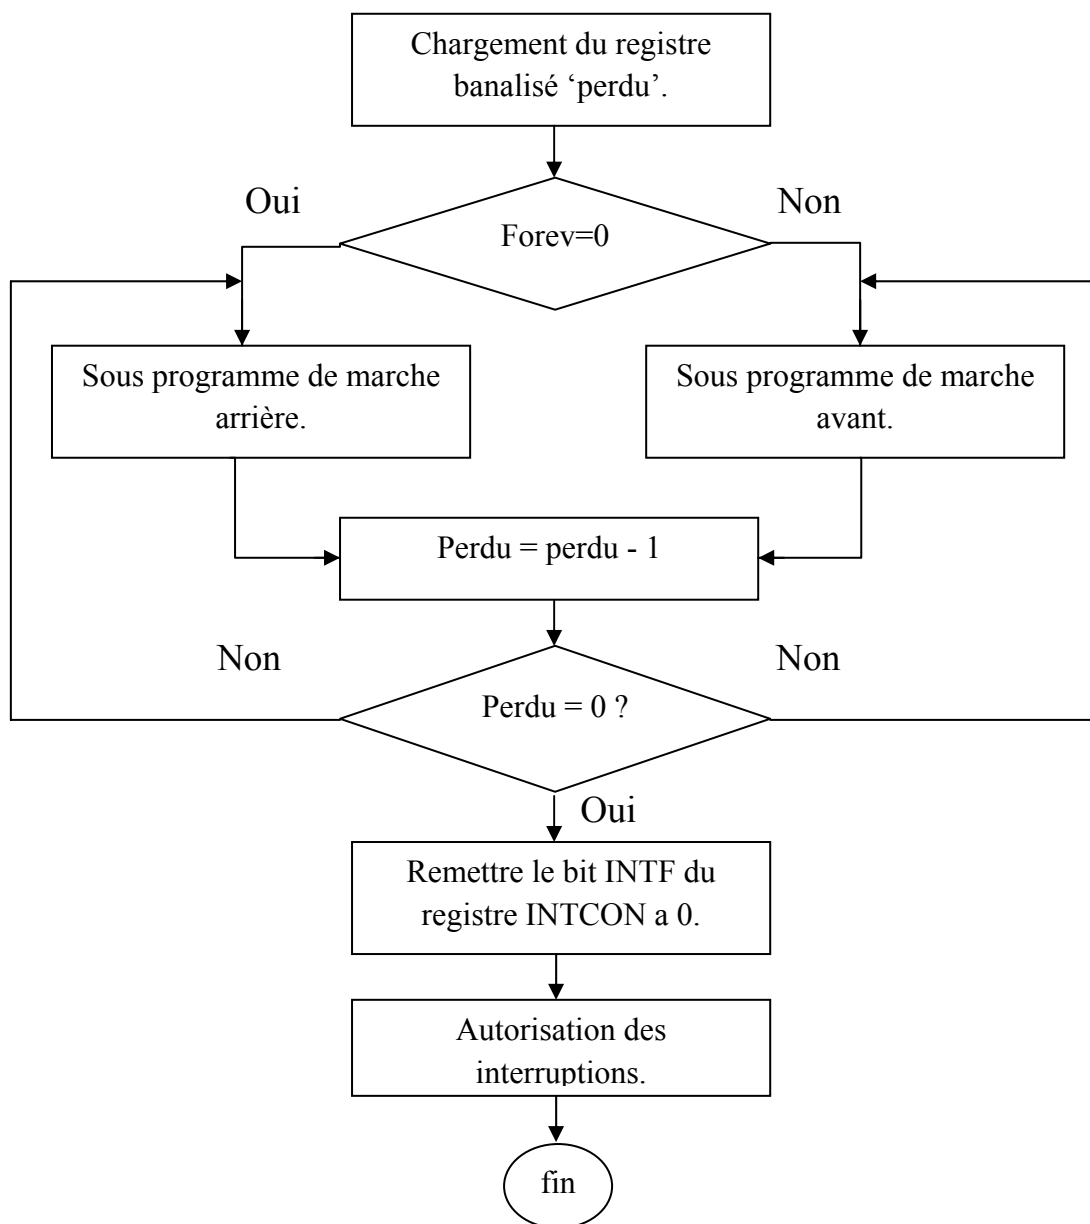 Chargement du registre
banalisé ‘perdu’.
Oui
Non
Forev=0
Sous programme de marche
arrière.
Sous programme de marche
avant.
Perdu = perdu - 1
Non
Non
Perdu = 0 ?
Oui
Remettre le bit INTF du
registre INTCON a 0.
Autorisation des
interruptions.
fin